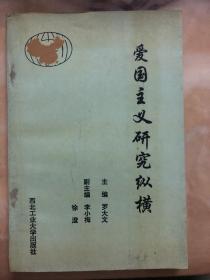 爱国主义研究纵横
主编 罗大文
副主编 李小梅
徐澄
西北工业大学出版社